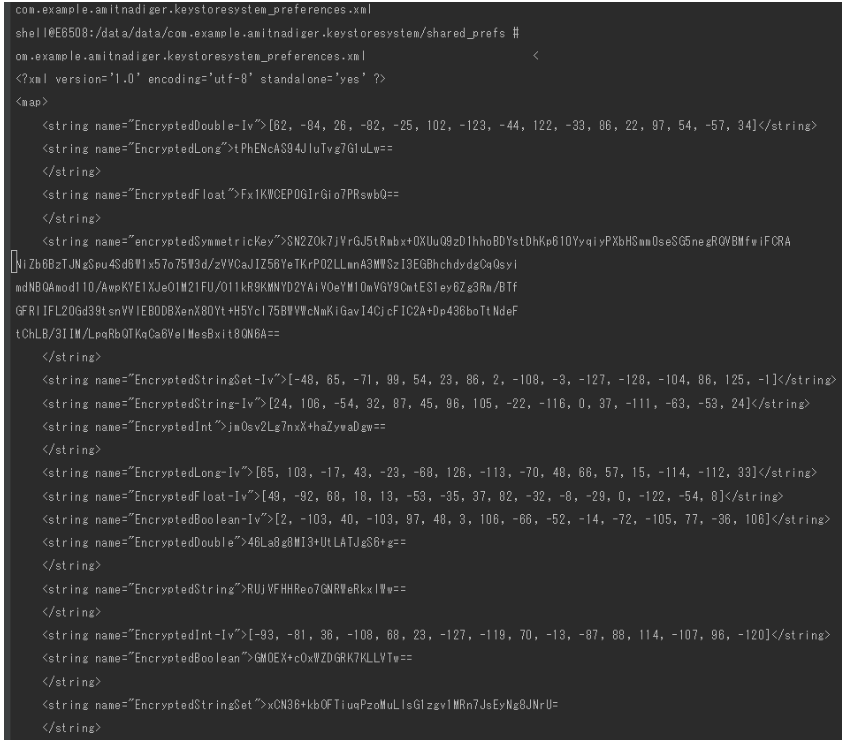 com.example.amitnadiger.keystoresystem_preferences.xml
shell@E6508:/data/data/com.example.amitnadiger.keystoresystem/shared_prefs #
om.example.amitnadiger.keystoresystem_preferences.xml <
<?xml version='1.0' encoding='utf-8' standalone='yes' ?>
<map>
<string name="EncryptedDouble-Iv">[62, -84, 26, -82, -25, 102, -123, -44, 122, -33, 86, 22, 97, 54, -57, 34]</string>
<string name="EncryptedLong">tPhENcAS94JluTvg7G1uLw==
</string>
<string name="EncryptedFloat">Fx1KWCEPOGIrGio7PRswbQ==
</string>
<string name="encryptedSymmetricKey">SN2ZOk7jVrGJ5tRmbx+OXUuQ9zD1hhoBDYstDhKp610YyqiyPXbHSmmOseSG5negRQVBMfwiFCRA
NiZb6BzTJNgSpu4Sd6W1x57o75W3d/zVVCaJIZ56YeTKrPO2LLmnA3MWSzI3EGBhchdydgCqQsyi
mdNBQAmod110/AwpKYE1XJeO1M21FU/O11kR9KMNYD2YAiVOeYM10mVGY9CmtES1ey6Zg3Rm/BTf
GFRIIFL2OGd39tsnVVIEBODBXenX8OYt+H5YcI75BWVWcNmKiGavI4CjcFIC2A+Dp436boTtNdeF
tChLB/3IIM/LpqRbQTKqCa6VelMesBxit8QN6A==
</string>
<string name="EncryptedStringSet-Iv">[-48, 65, -71, 99, 54, 23, 86, 2, -108, -3, -127, -128, -104, 86, 125, -1]</string>
<string name="EncryptedString-Iv">[24, 106, -54, 32, 87, 45, 96, 105, -22, -116, 0, 37, -111, -63, -53, 24]</string>
<string name="EncryptedInt">jmOsv2Lg7nxX+haZywaDgw==
</string>
<string name="EncryptedLong-Iv">[65, 103, -17, 43, -23, -68, 126, -113, -70, 48, 66, 57, 15, -114, -112, 33]</string>
<string name="EncryptedFloat-Iv">[49, -92, 68, 18, 13, -53, -35, 37, 82, -32, -8, -29, 0, -122, -54, 8]</string>
<string name="EncryptedBoolean-Iv">[2, -103, 40, -103, 97, 48, 3, 106, -66, -52, -14, -72, -105, 77, -36, 106]</string>
<string name="EncryptedDouble">46La8g8MI3+UtLATJgS6+g==
</string>
<string name="EncryptedString">RUjVFHHReo7GNRWeRkxIWw==
</string>
<string name="EncryptedInt-Iv">[-93, -81, 36, -108, 68, 23, -127, -119, 70, -13, -87, 88, 114, -107, 96, -120]</string>
<string name="EncryptedBoolean">GMOEX+cOxWZDGRK7KLLVTw==
</string>
<string name="EncryptedStringSet">xCN36+kbOFTiuqPzoMuLIsG1zgv1MRn7JsEyNg8JNrU=
</string>